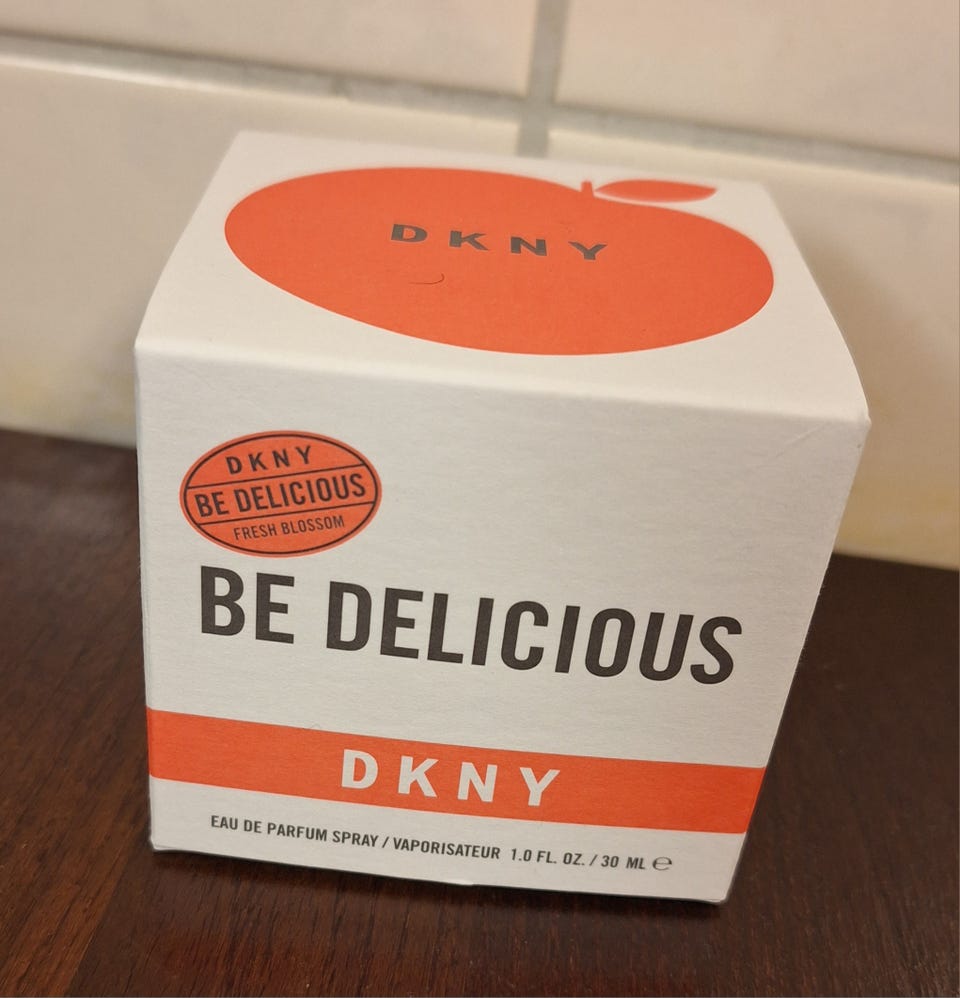 DKNY
DKNY
BE DELICIOUS
FRESH BLOSSOM
BE DELICIOUS
DKNY
EAU DE PARFUM SPRAY / VAPORISATEUR 1.0 FL. OZ. / 30 ML ℮